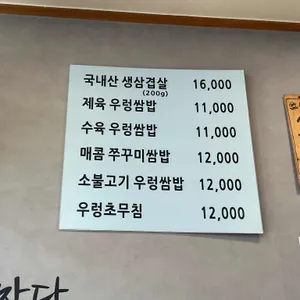 국내산 생삼겹살 16,000
(200g)
제육 우렁쌈밥 11,000
수육 우렁쌈밥 11,000
매콤 쭈꾸미쌈밥 12,000
소불고기 우렁쌈밥 12,000
우렁초무침 12,000